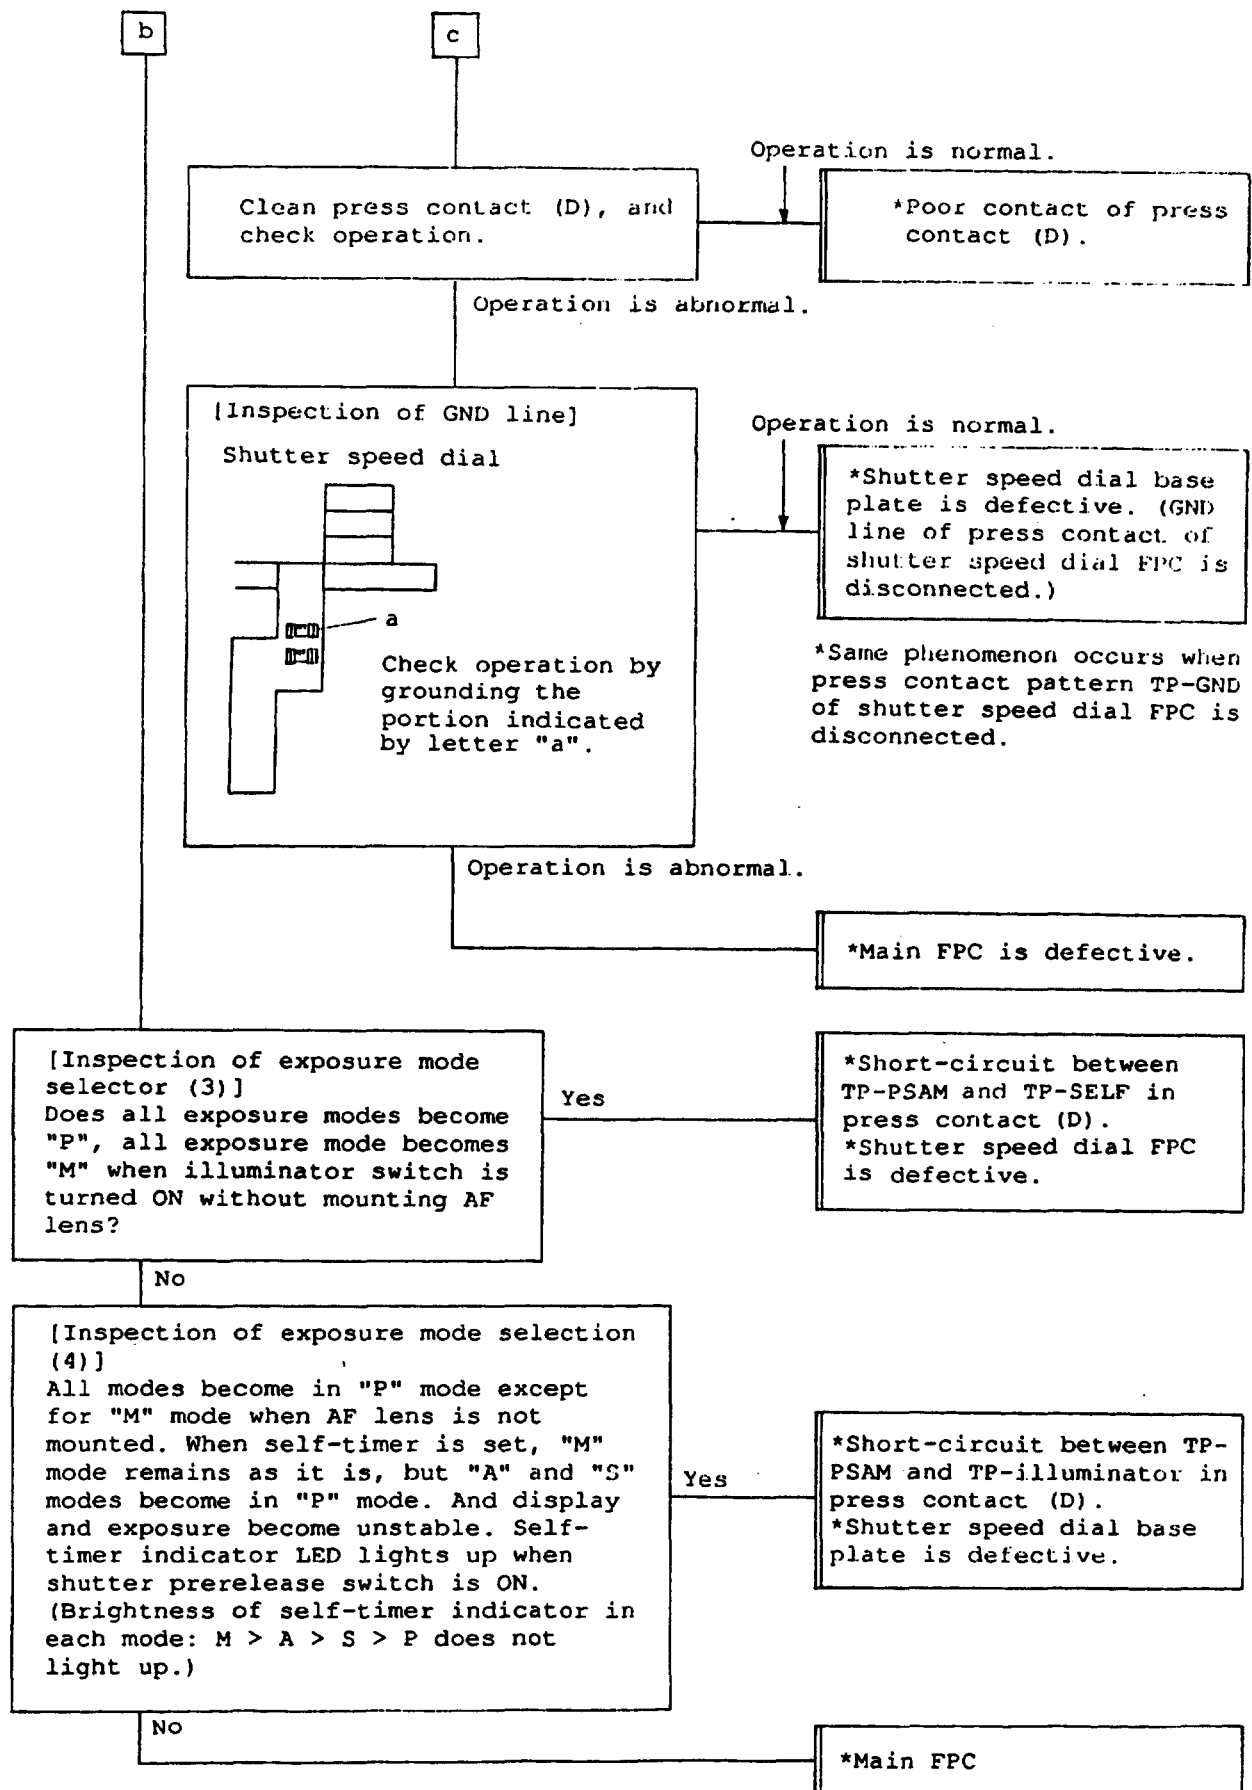 b
c
Operation is normal.
Clean press contact (D), and
check operation.
*Poor contact of press
contact (D).
Operation is abnormal.
[Inspection of GND line]
Shutter speed dial
a
Check operation by
grounding the
portion indicated
by letter "a".
Operation is normal.
*Shutter speed dial base
plate is defective. (GND
line of press contact of
shutter speed dial FPC is
disconnected.)
*Same phenomenon occurs when
press contact pattern TP-GND
of shutter speed dial FPC is
disconnected.
Operation is abnormal.
*Main FPC is defective.
[Inspection of exposure mode
selector (3)]
Does all exposure modes become
"P", all exposure mode becomes
"M" when illuminator switch is
turned ON without mounting AF
lens?
Yes
*Short-circuit between
TP-PSAM and TP-SELF in
press contact (D).
*Shutter speed dial FPC
is defective.
No
[Inspection of exposure mode selection
(4)]
All modes become in "P" mode except
for "M" mode when AF lens is not
mounted. When self-timer is set, "M"
mode remains as it is, but "A" and "S"
modes become in "P" mode. And display
and exposure become unstable. Self-
timer indicator LED lights up when
shutter prerelease switch is ON.
(Brightness of self-timer indicator in
each mode: M > A > S > P does not
light up.)
Yes
*Short-circuit between TP-
PSAM and TP-illuminator in
press contact (D).
*Shutter speed dial base
plate is defective.
No
*Main FPC